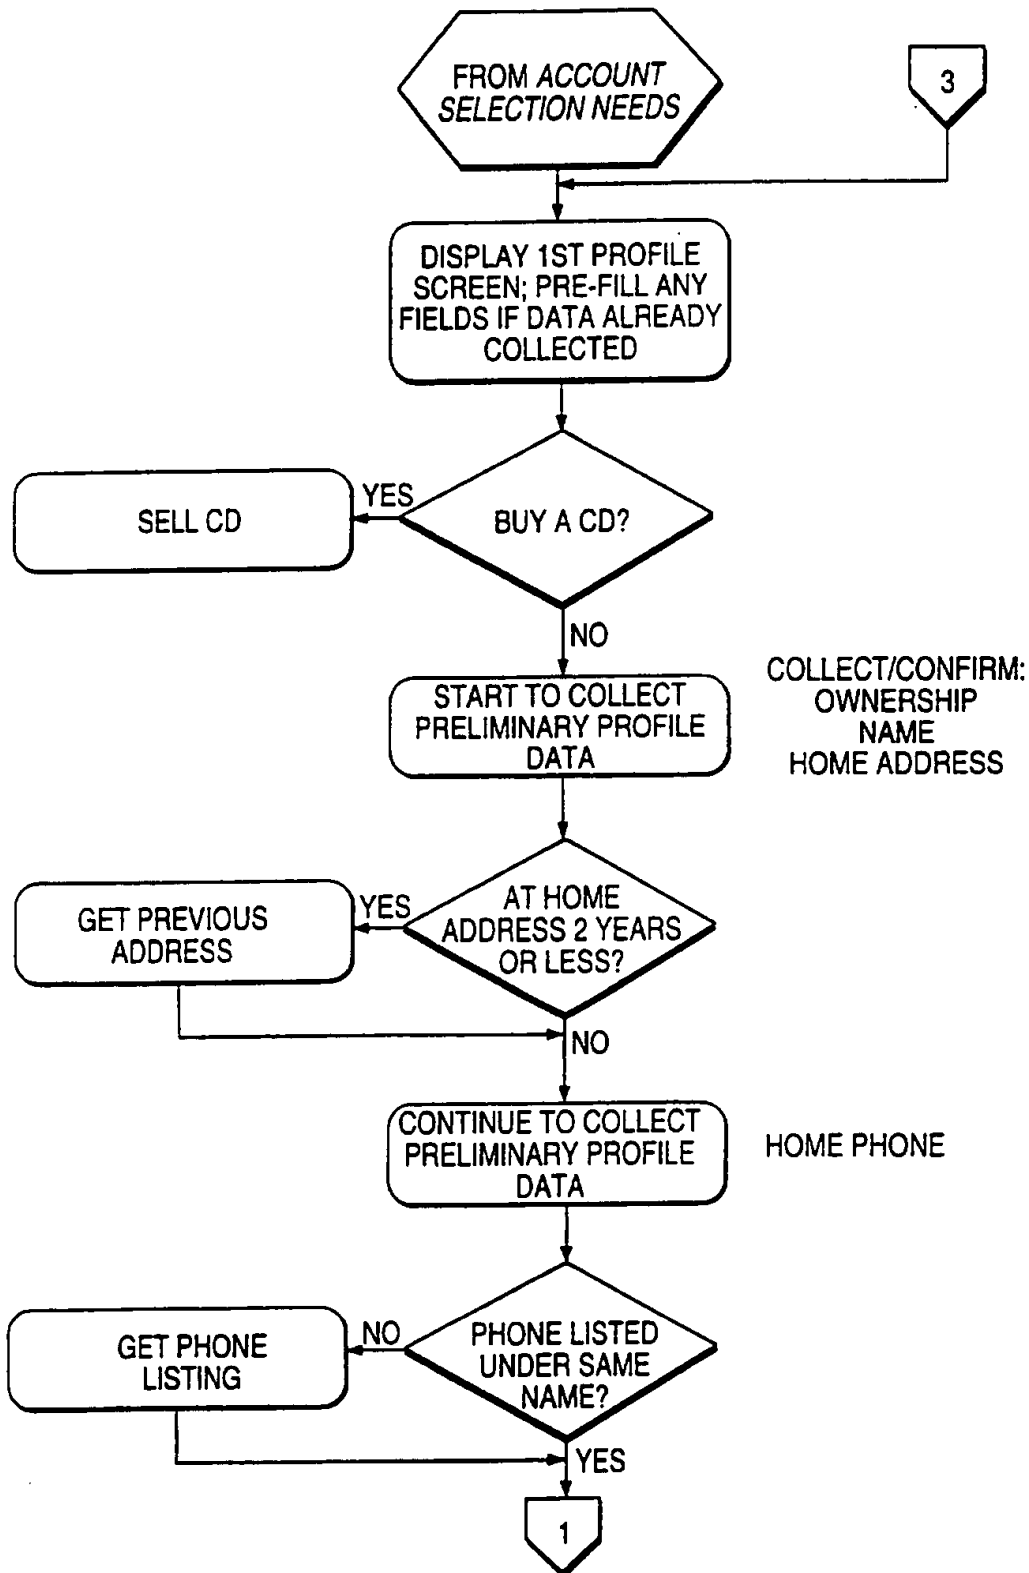 FROM ACCOUNT
SELECTION NEEDS
3
DISPLAY 1ST PROFILE
SCREEN; PRE-FILL ANY
FIELDS IF DATA ALREADY
COLLECTED
BUY A CD?
YES
SELL CD
NO
START TO COLLECT
PRELIMINARY PROFILE
DATA
COLLECT/CONFIRM:
OWNERSHIP
NAME
HOME ADDRESS
AT HOME
ADDRESS 2 YEARS
OR LESS?
YES
GET PREVIOUS
ADDRESS
NO
CONTINUE TO COLLECT
PRELIMINARY PROFILE
DATA
HOME PHONE
PHONE LISTED
UNDER SAME
NAME?
NO
GET PHONE
LISTING
YES
1